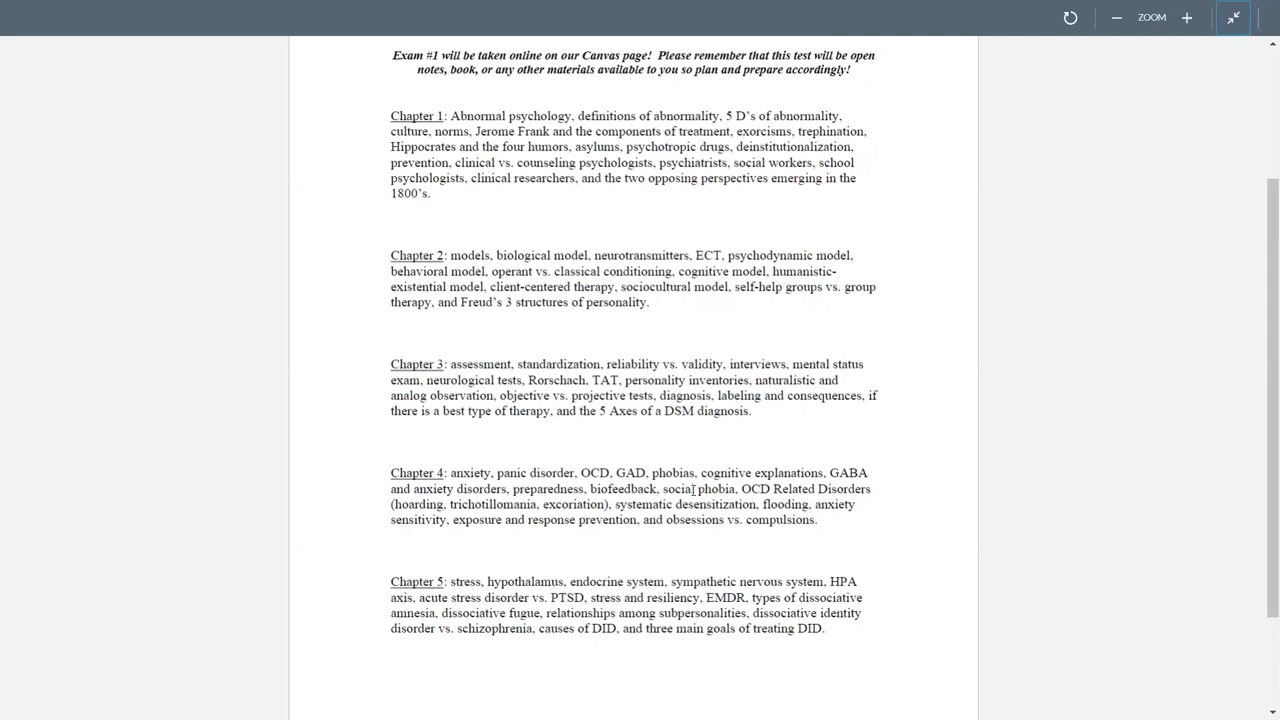 ZOOM
Exam #1 will be taken online on our Canvas page! Please remember that this test will be open
notes, book, or any other materials available to you so plan and prepare accordingly!
Chapter 1: Abnormal psychology, definitions of abnormality, 5 D's of abnormality,
culture, norms, Jerome Frank and the components of treatment, exorcisms, trephination,
Hippocrates and the four humors, asylums, psychotropic drugs, deinstitutionalization,
prevention, clinical vs. counseling psychologists, psychiatrists, social workers, school
psychologists, clinical researchers, and the two opposing perspectives emerging in the
1800's.
Chapter 2: models, biological model, neurotransmitters, ECT, psychodynamic model,
behavioral model, operant vs. classical conditioning, cognitive model, humanistic-
existential model, client-centered therapy, sociocultural model, self-help groups vs. group
therapy, and Freud's 3 structures of personality.
Chapter 3: assessment, standardization, reliability vs. validity, interviews, mental status
exam, neurological tests, Rorschach, TAT, personality inventories, naturalistic and
analog observation, objective vs. projective tests, diagnosis, labeling and consequences, if
there is a best type of therapy, and the 5 Axes of a DSM diagnosis.
Chapter 4: anxiety, panic disorder, OCD, GAD, phobias, cognitive explanations, GABA
and anxiety disorders, preparedness, biofeedback, social phobia, OCD Related Disorders
(hoarding, trichotillomania, excoriation), systematic desensitization, flooding, anxiety
sensitivity, exposure and response prevention, and obsessions vs. compulsions.
Chapter 5: stress, hypothalamus, endocrine system, sympathetic nervous system, HPA
axis, acute stress disorder vs. PTSD, stress and resiliency, EMDR, types of dissociative
amnesia, dissociative fugue, relationships among subpersonalities, dissociative identity
disorder vs. schizophrenia, causes of DID, and three main goals of treating DID.